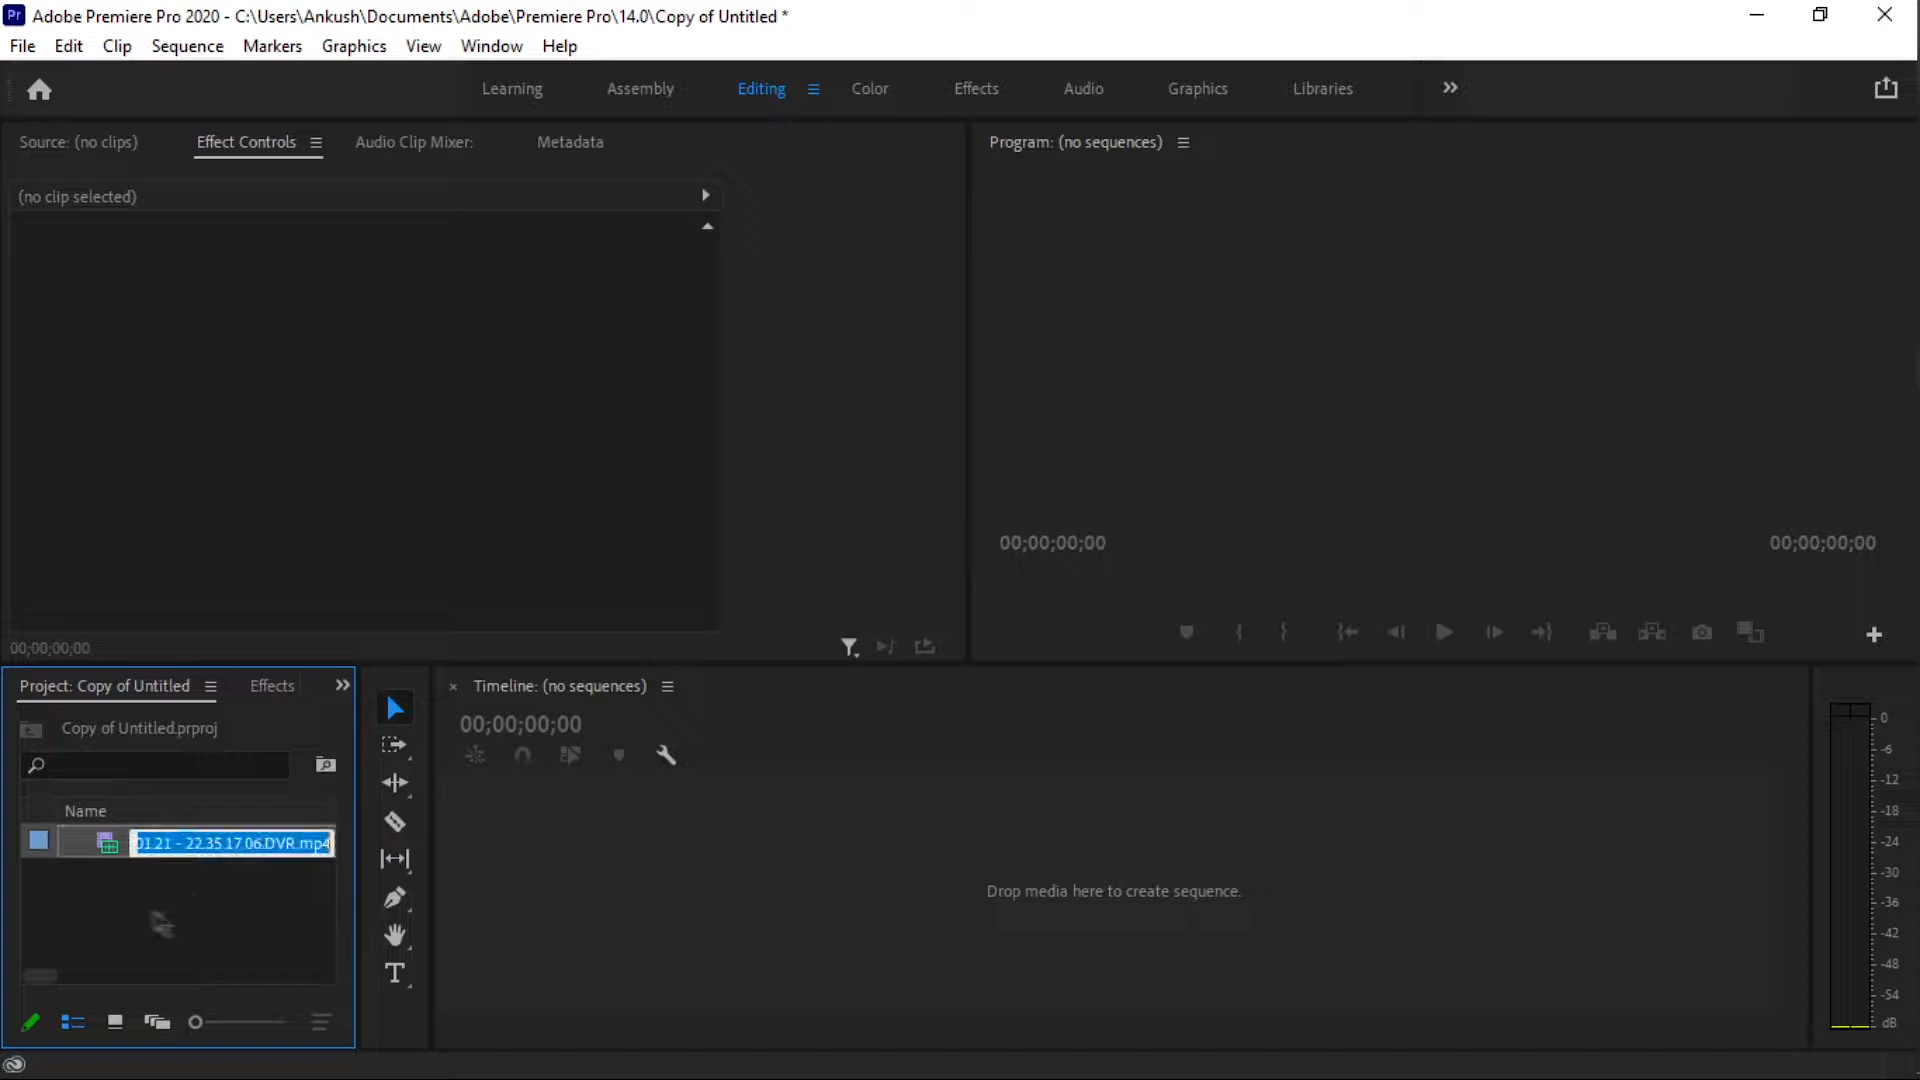 Pr Adobe Premiere Pro 2020 - C:\Users\Ankush\Documents\Adobe\Premiere Pro\14.0\Copy of Untitled *
File Edit Clip Sequence Markers Graphics View Window Help
Learning Assembly Editing Color Effects Audio Graphics Libraries
Source: (no clips) Effect Controls Audio Clip Mixer: Metadata
Program: (no sequences)
(no clip selected)
00;00;00;00 00;00;00;00
00;00;00;00
Project: Copy of Untitled Effects
Timeline: (no sequences)
Copy of Untitled.prproj
00;00;00;00
Name
01.21 - 22.35.17.06.DVR.mp4
Drop media here to create sequence.
0
-6
-12
-18
-24
-30
-36
-42
-48
-54
dB